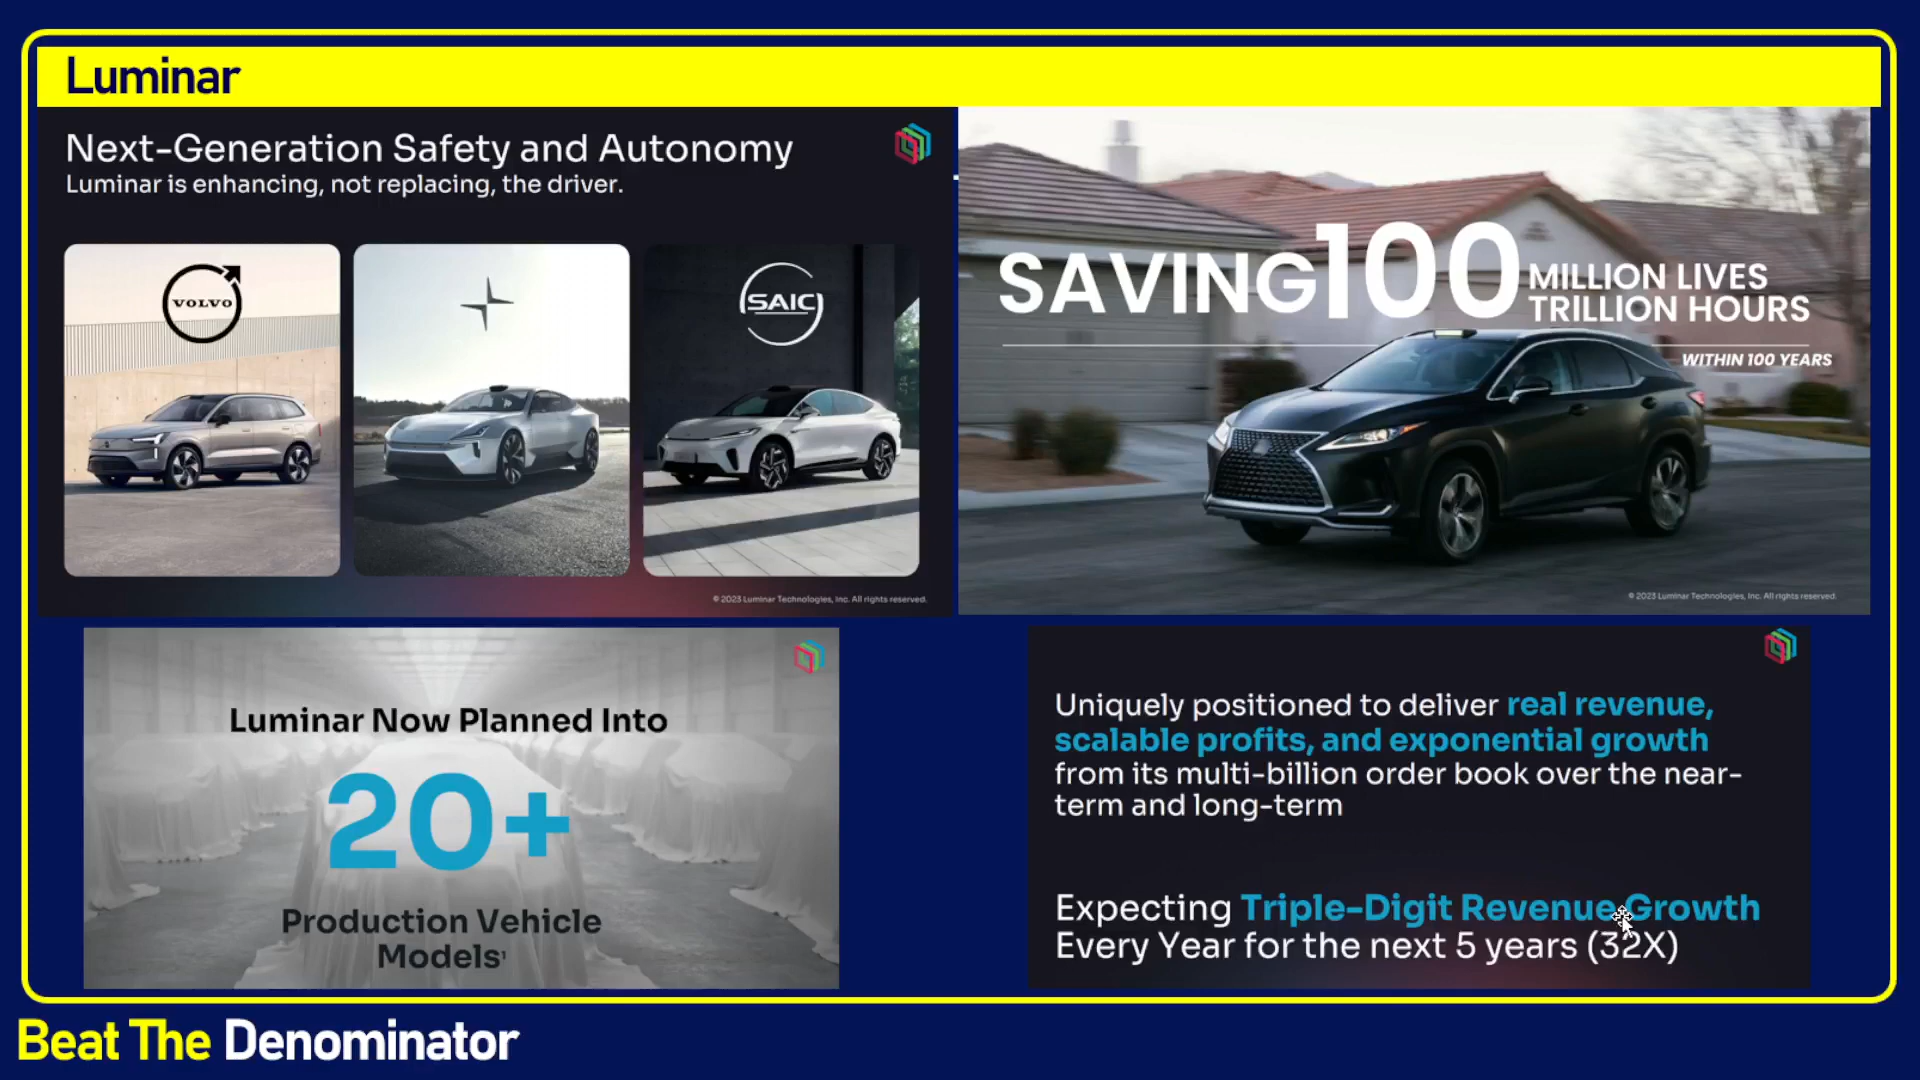 Luminar
Next-Generation Safety and Autonomy
Luminar is enhancing, not replacing, the driver.
VOLVO
SAIC
© 2023 Luminar Technologies, Inc. All rights reserved.
SAVING 100 MILLION LIVES
TRILLION HOURS
WITHIN 100 YEARS
© 2023 Luminar Technologies, Inc. All rights reserved.
Luminar Now Planned Into
20+
Production Vehicle
Models¹
Uniquely positioned to deliver real revenue,
scalable profits, and exponential growth
from its multi-billion order book over the near-
term and long-term
Expecting Triple-Digit Revenue Growth
Every Year for the next 5 years (32X)
Beat The Denominator